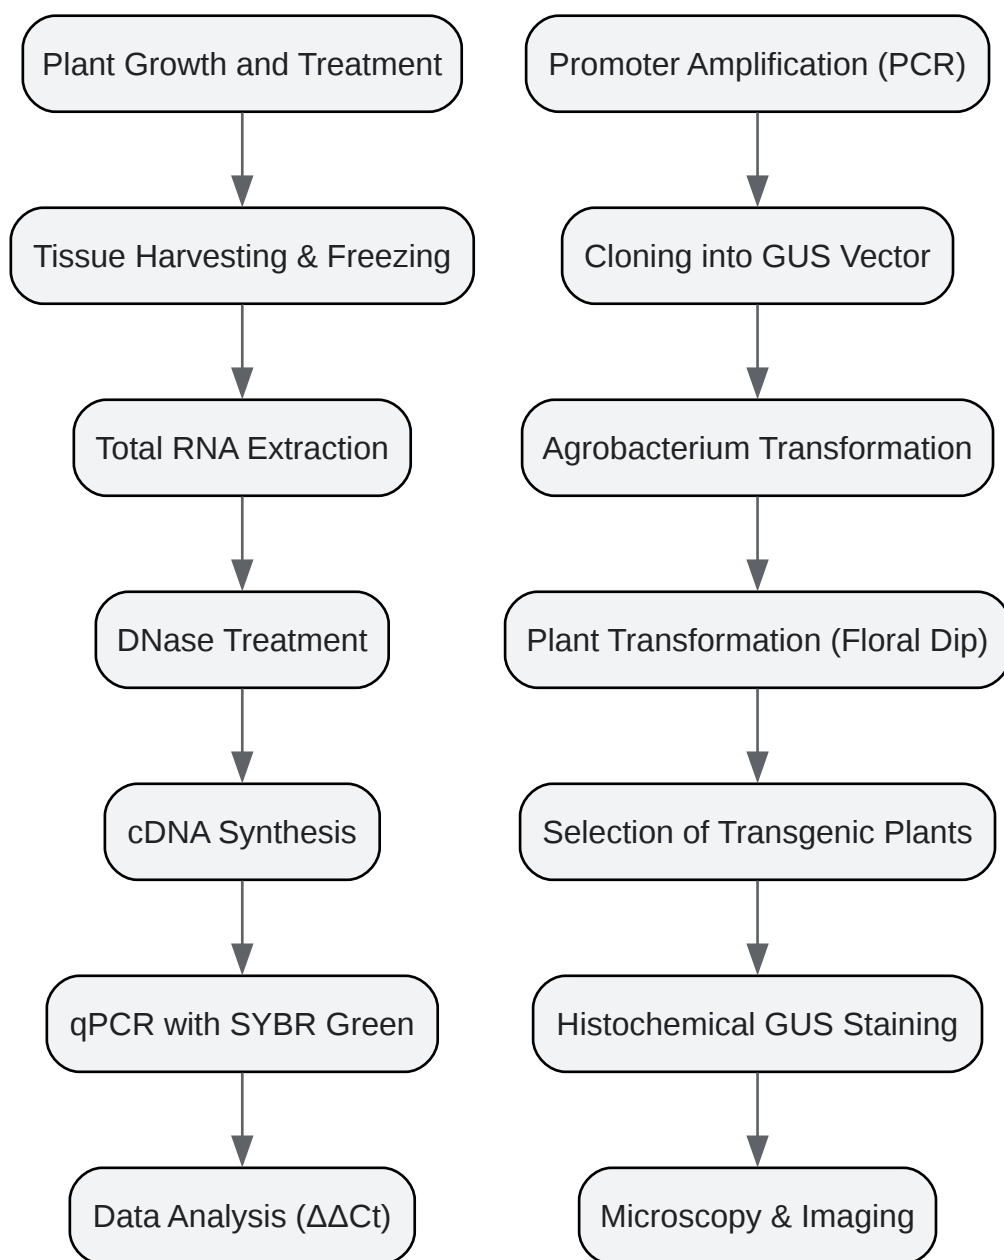 Plant Growth and Treatment
Tissue Harvesting & Freezing
Total RNA Extraction
DNase Treatment
cDNA Synthesis
qPCR with SYBR Green
Data Analysis (ΔΔCt)
Promoter Amplification (PCR)
Cloning into GUS Vector
Agrobacterium Transformation
Plant Transformation (Floral Dip)
Selection of Transgenic Plants
Histochemical GUS Staining
Microscopy & Imaging